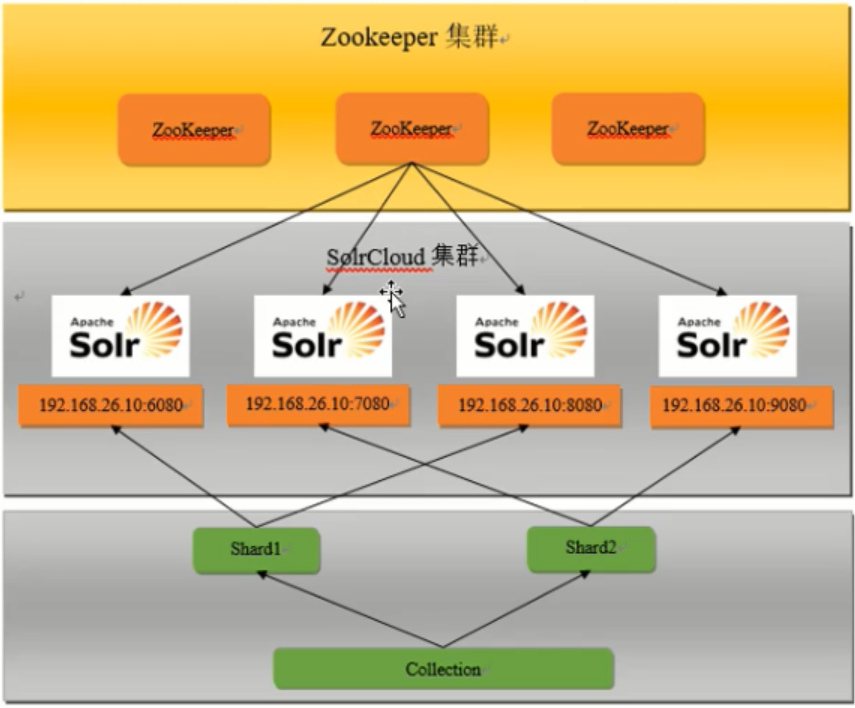 Zookeeper 集群
ZooKeeper
ZooKeeper
ZooKeeper
SolrCloud 集群
Apache
Solr
Apache
Solr
Apache
Solr
Apache
Solr
192.168.26.10:6080
192.168.26.10:7080
192.168.26.10:8080
192.168.26.10:9080
Shard1
Shard2
Collection